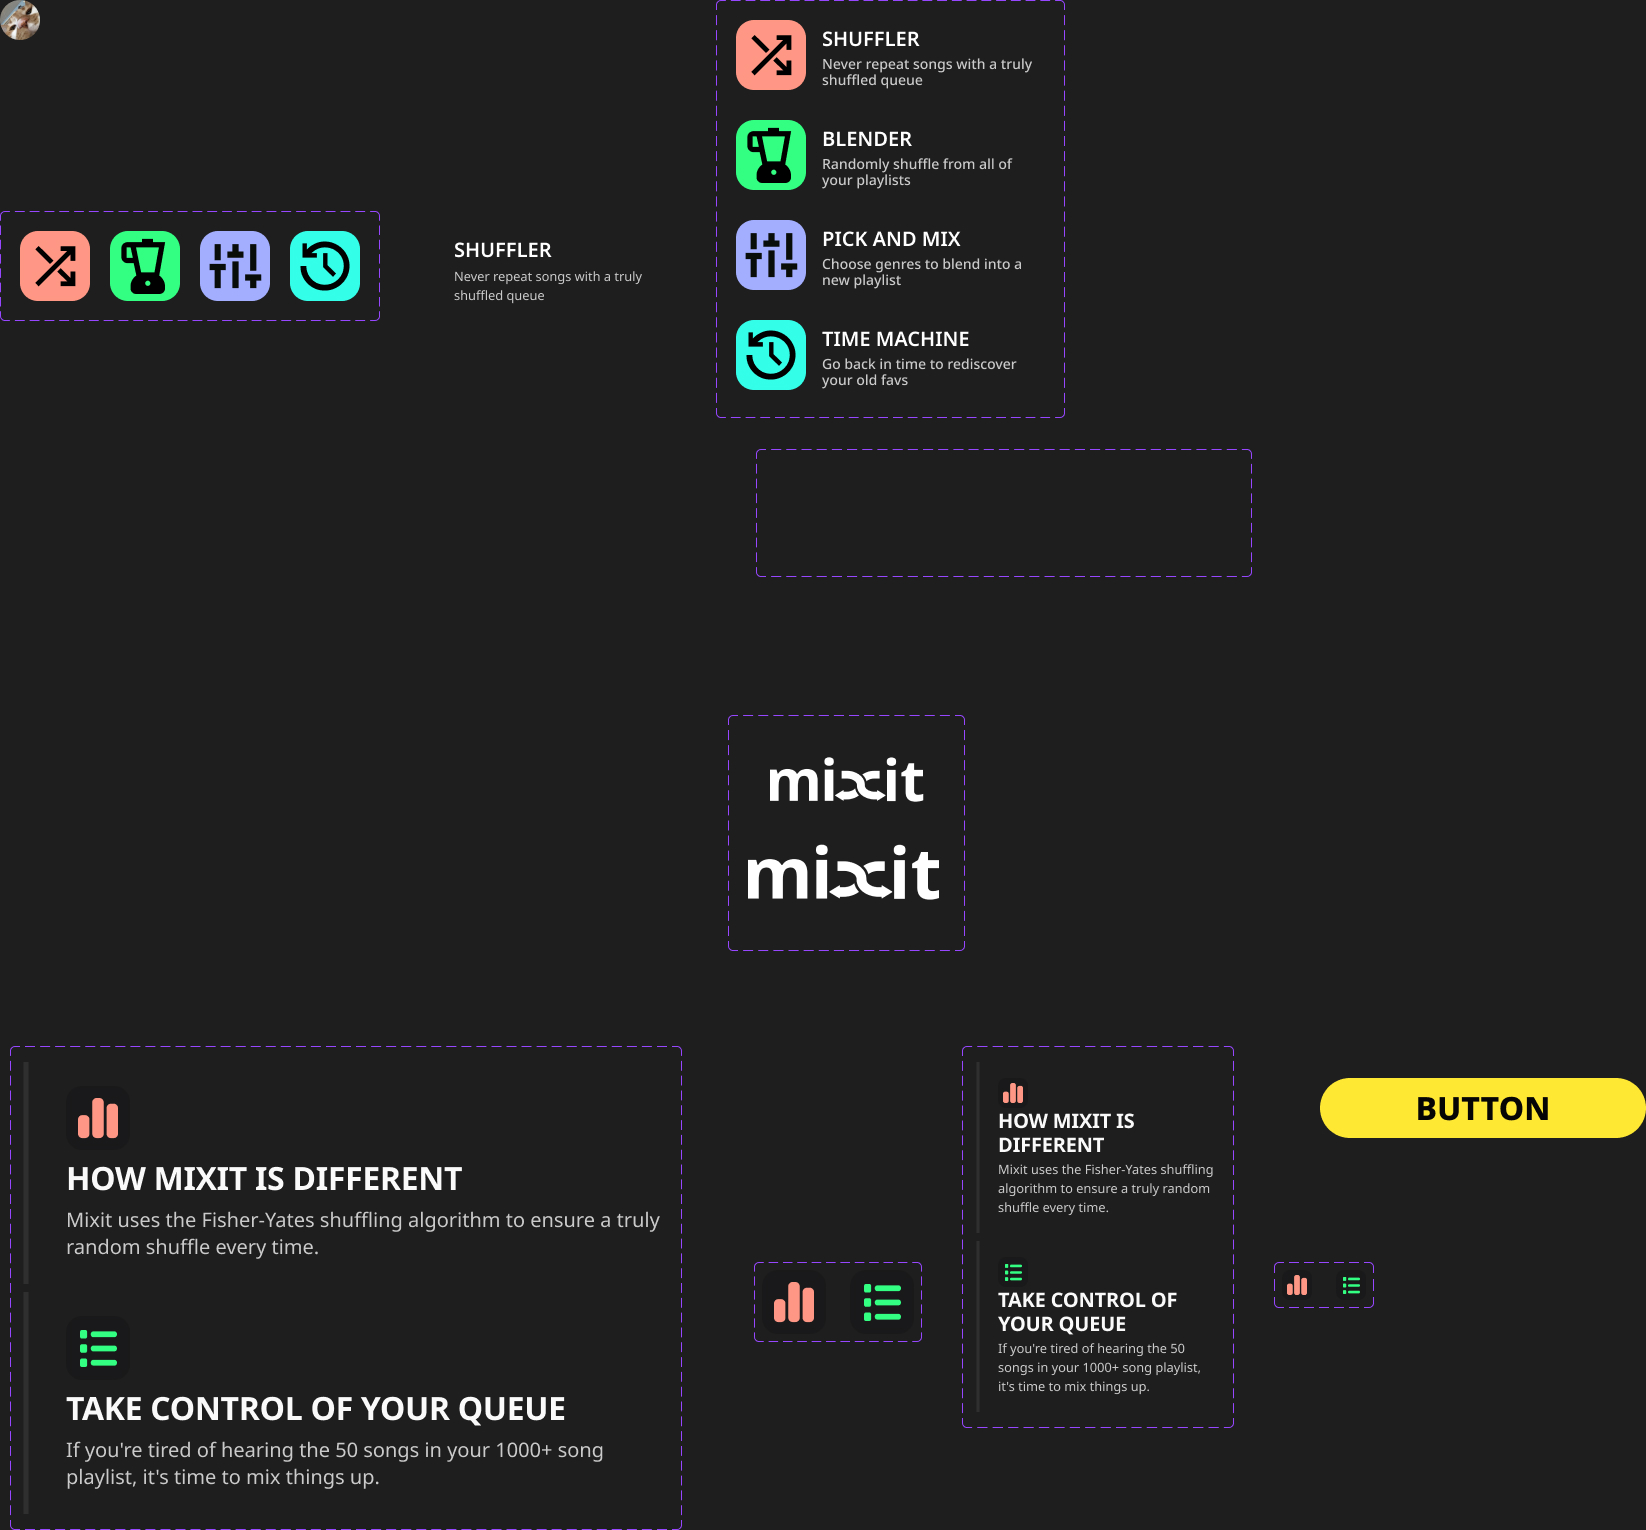 SHUFFLER
Never repeat songs with a truly
shuffled queue
BLENDER
Randomly shuffle from all of
your playlists
PICK AND MIX
Choose genres to blend into a
new playlist
TIME MACHINE
Go back in time to rediscover
your old favs
SHUFFLER
Never repeat songs with a truly
shuffled queue
mixit
mixit
HOW MIXIT IS DIFFERENT
Mixit uses the Fisher-Yates shuffling algorithm to ensure a truly
random shuffle every time.
TAKE CONTROL OF YOUR QUEUE
If you're tired of hearing the 50 songs in your 1000+ song
playlist, it's time to mix things up.
HOW MIXIT IS
DIFFERENT
Mixit uses the Fisher-Yates shuffling
algorithm to ensure a truly random
shuffle every time.
TAKE CONTROL OF
YOUR QUEUE
If you're tired of hearing the 50
songs in your 1000+ song playlist,
it's time to mix things up.
BUTTON